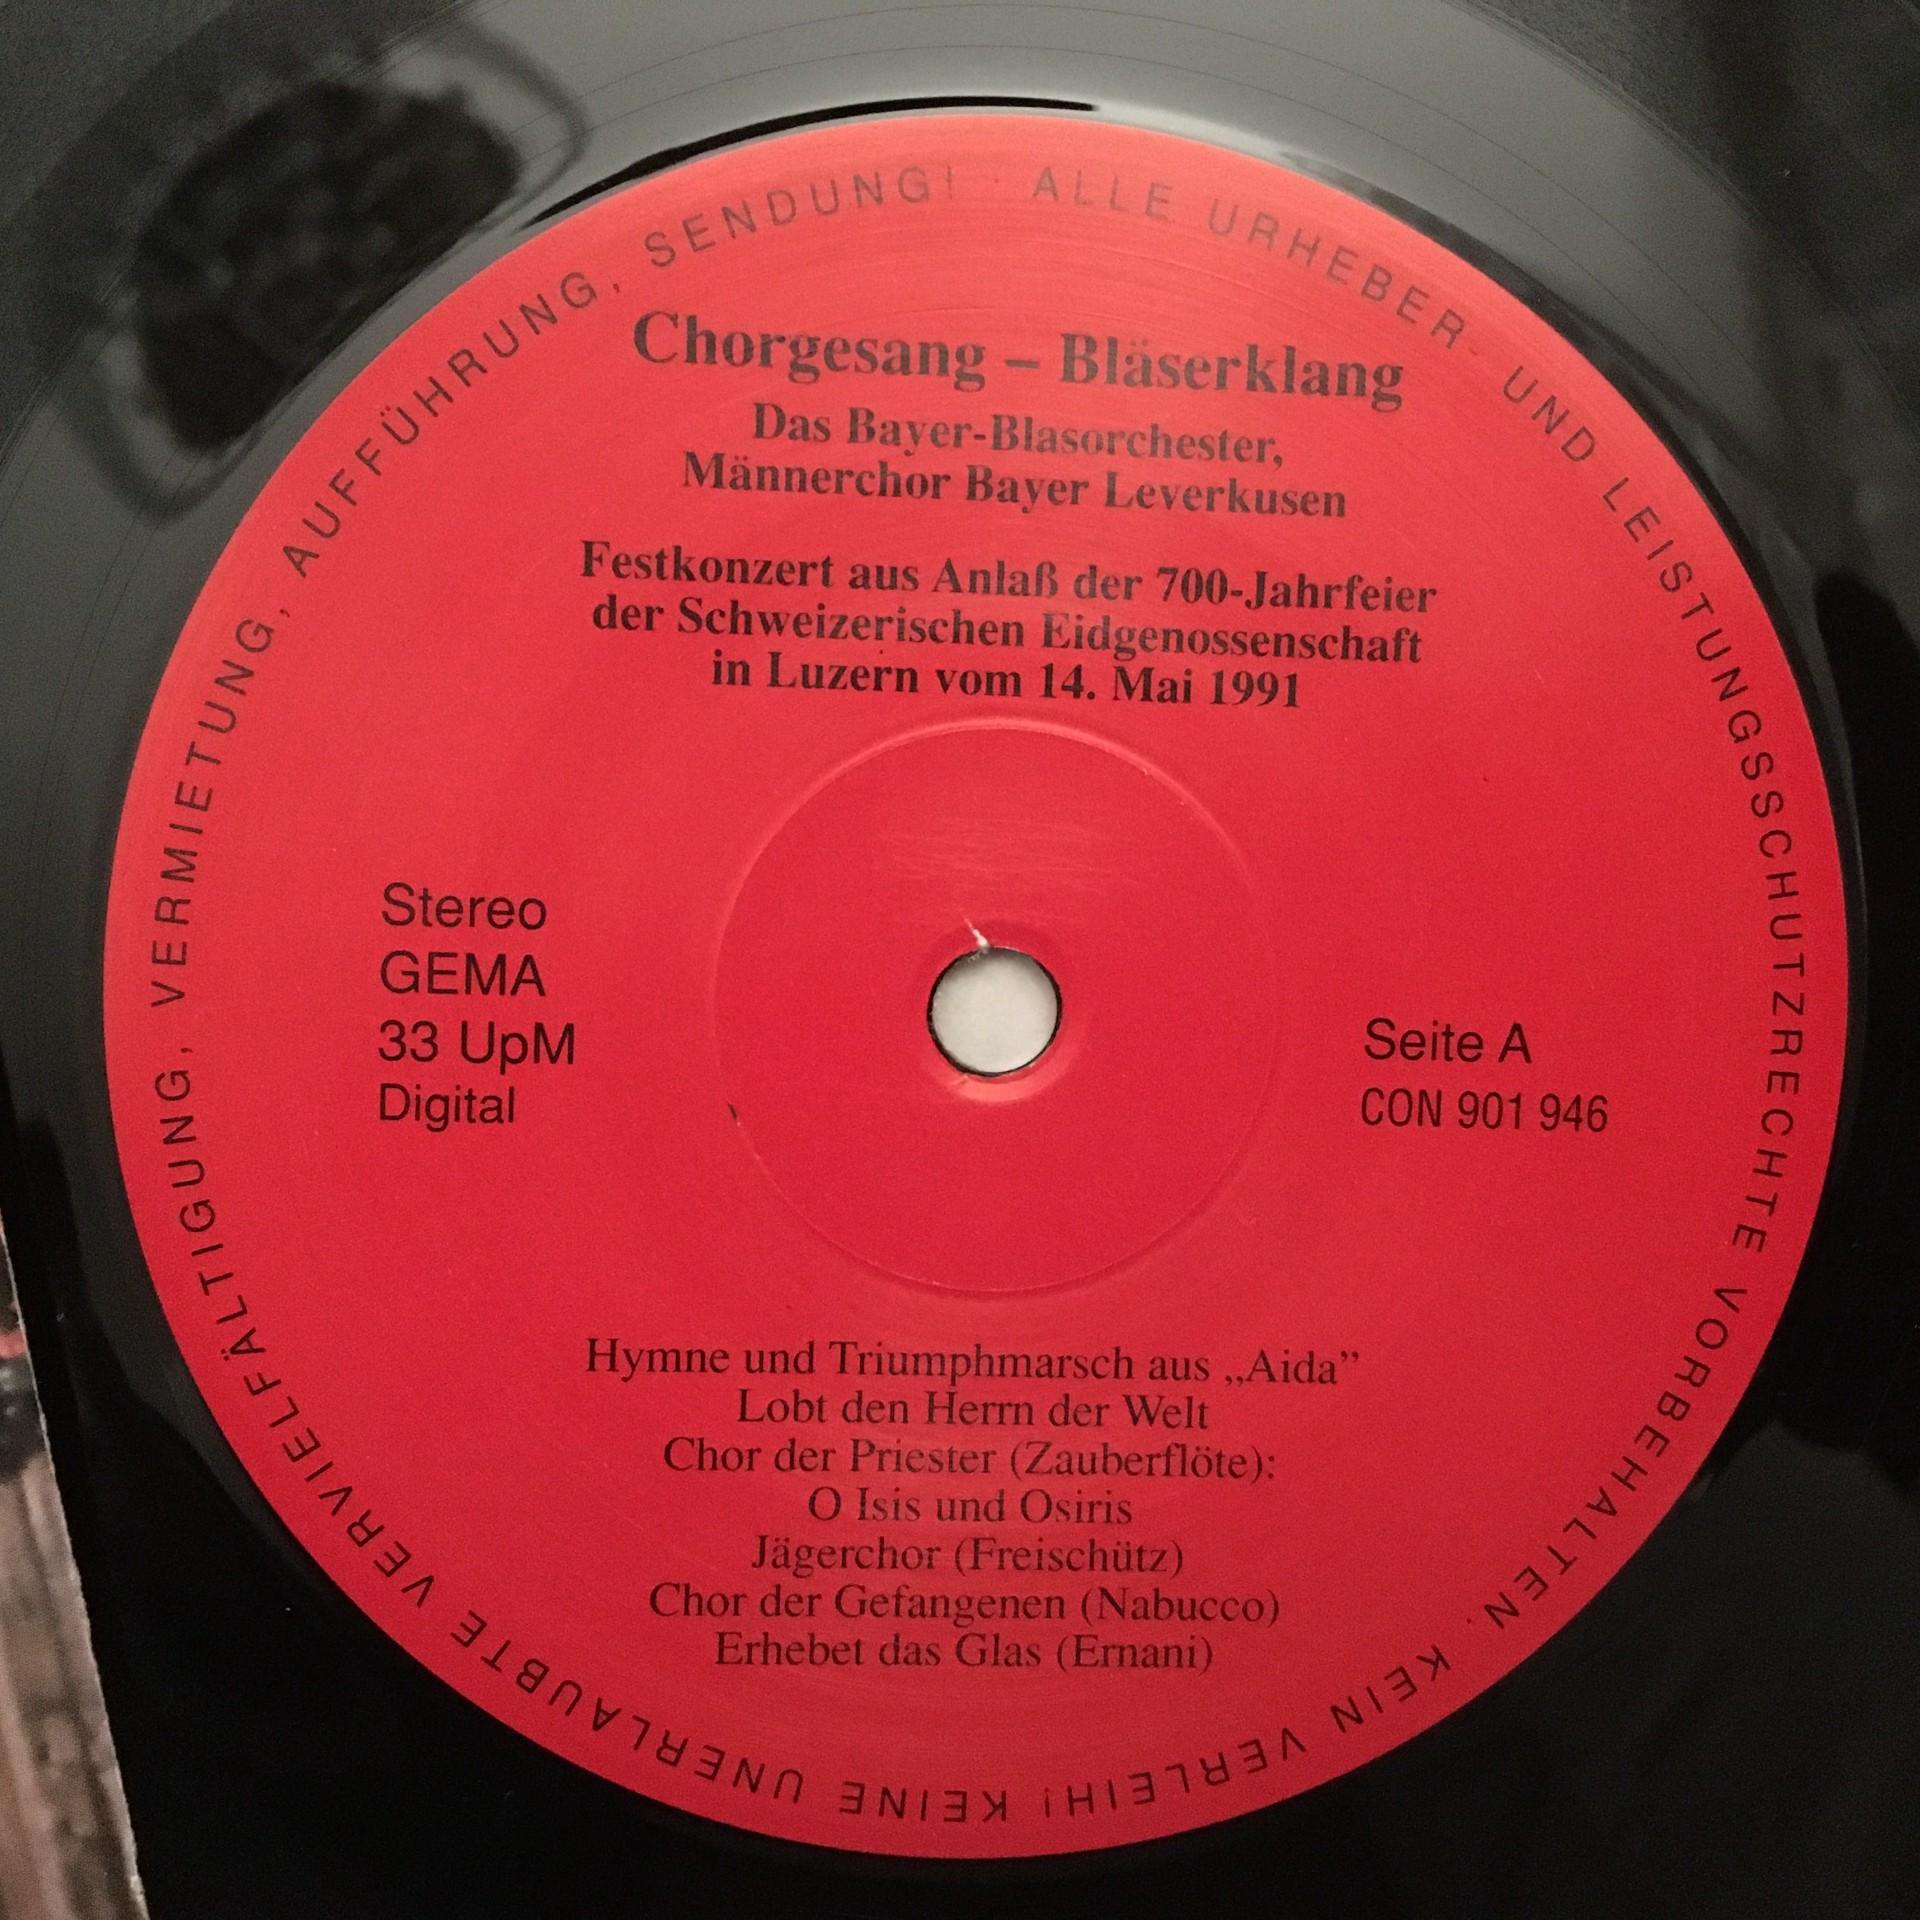 ALLE URHEBER- UND LEISTUNGSSCHUTZRECHTE VORBEHALTEN. KEIN VERLEIH! KEINE UNERLAUBTE VERVIELFÄLTIGUNG, VERMIETUNG, AUFFÜHRUNG, SENDUNG!
Chorgesang – Bläserklang
Das Bayer-Blasorchester,
Männerchor Bayer Leverkusen
Festkonzert aus Anlaß der 700-Jahrfeier
der Schweizerischen Eidgenossenschaft
in Luzern vom 14. Mai 1991
Stereo
GEMA
33 UpM
Digital
Seite A
CON 901 946
Hymne und Triumphmarsch aus „Aida”
Lobt den Herrn der Welt
Chor der Priester (Zauberflöte):
O Isis und Osiris
Jägerchor (Freischütz)
Chor der Gefangenen (Nabucco)
Erhebet das Glas (Ernani)